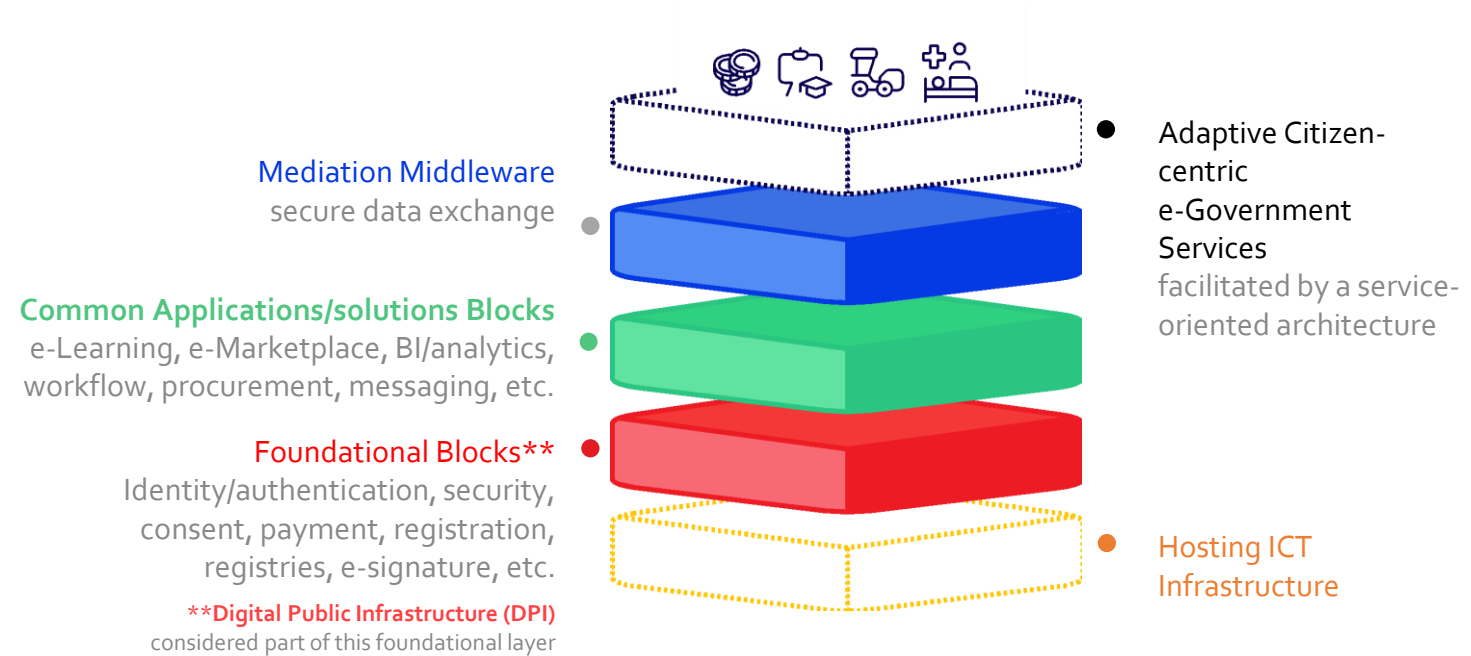 Mediation Middleware
secure data exchange
Common Applications/solutions Blocks
e-Learning, e-Marketplace, BI/analytics,
workflow, procurement, messaging, etc.
Foundational Blocks**
Identity/authentication, security,
consent, payment, registration,
registries, e-signature, etc.
**Digital Public Infrastructure (DPI)
considered part of this foundational layer
Adaptive Citizen-
centric
e-Government
Services
facilitated by a service-
oriented architecture
Hosting ICT
Infrastructure